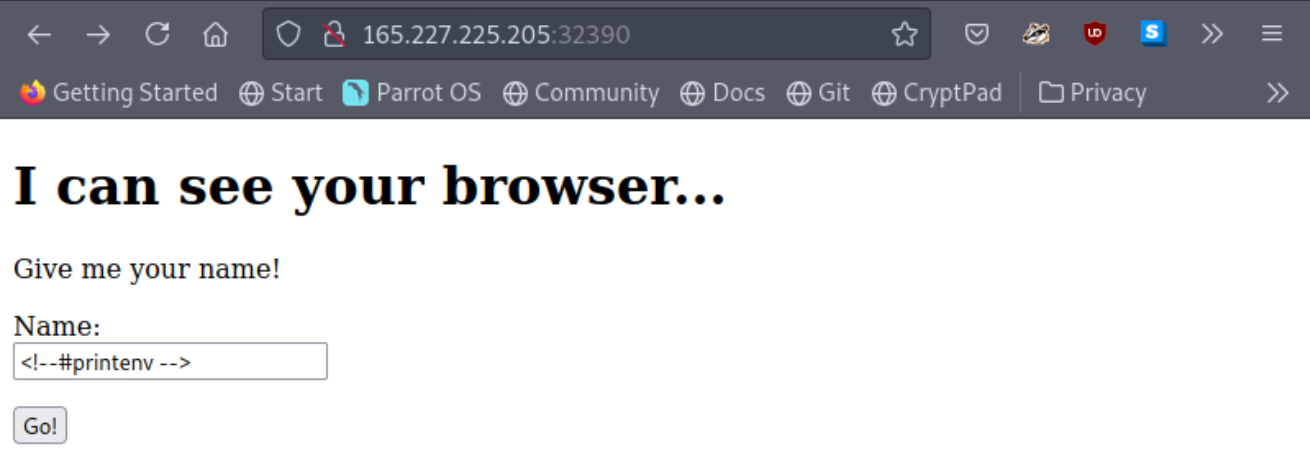 165.227.225.205:32390
Getting Started Start Parrot OS Community Docs Git CryptPad Privacy
I can see your browser...
Give me your name!
Name:
<!--#printenv -->
Go!